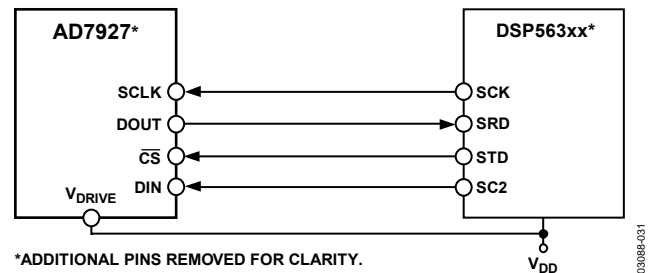 AD7927*
DSP563xx*
SCLK
SCK
DOUT
SRD
CS
STD
DIN
SC2
VDRIVE
*ADDITIONAL PINS REMOVED FOR CLARITY.
VDD
03088-031